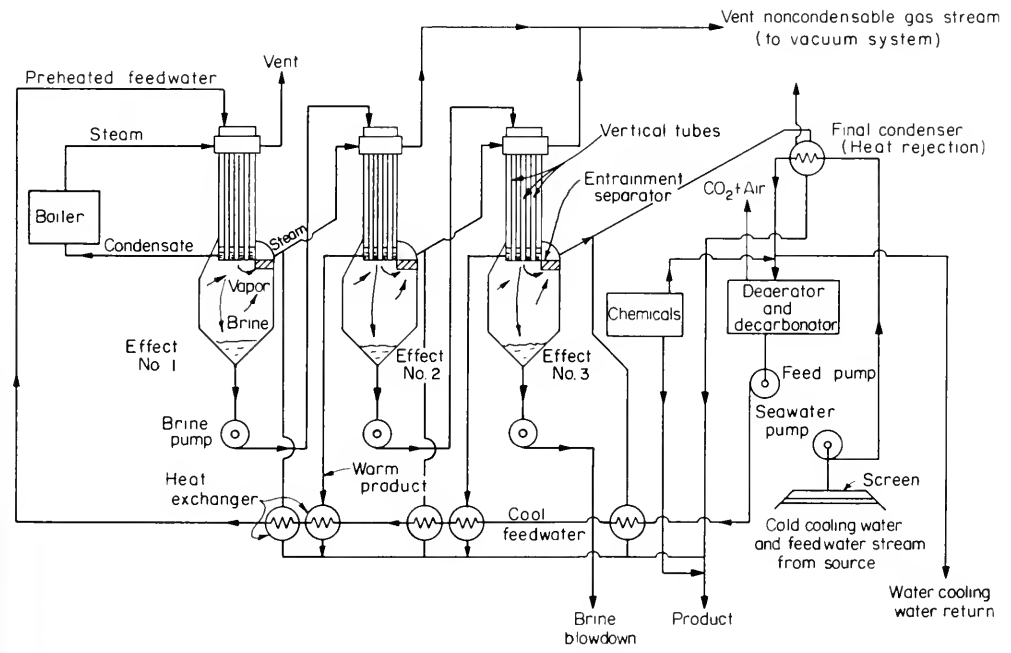 Vent noncondensable gas stream
(to vacuum system)
Vent
Preheated feedwater
Steam
Boiler
Condensate
Steam
Vapor
Brine
Effect
No 1
Effect
No. 2
Effect
No. 3
Vertical tubes
Entrainment
separator
Final condenser
(Heat rejection)
CO2+Air
Chemicals
Deaerator
and
decarbonator
Feed pump
Seawater
pump
Screen
Cold cooling water
and feedwater stream
from source
Brine
pump
Heat
exchanger
Warm
product
Cool
feedwater
Brine
blowdown
Product
Water cooling
water return